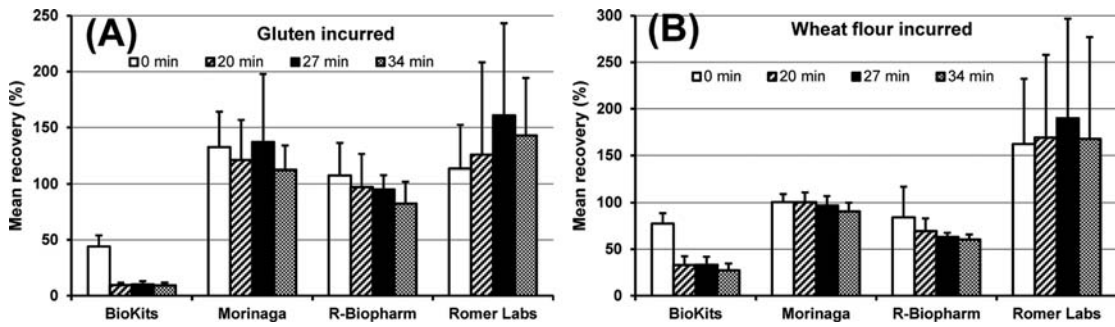 (A)
Gluten incurred
0 min 20 min 27 min 34 min
Mean recovery (%)
250
200
150
100
50
0
BioKits Morinaga R-Biopharm Romer Labs
(B)
Wheat flour incurred
0 min 20 min 27 min 34 min
Mean recovery (%)
300
250
200
150
100
50
0
BioKits Morinaga R-Biopharm Romer Labs